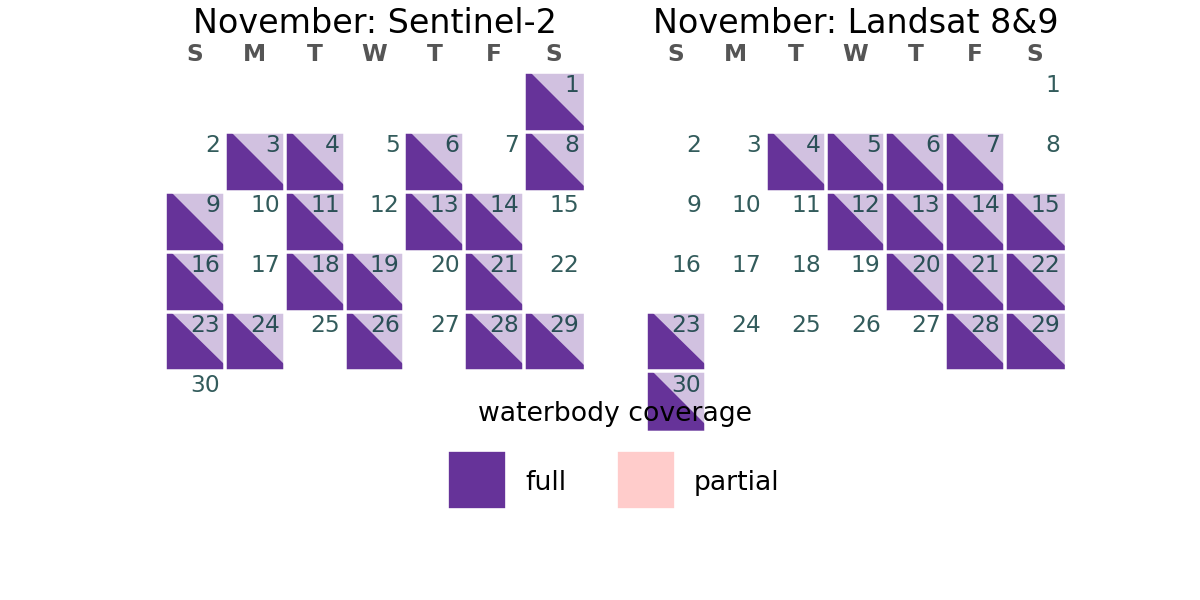 November: Sentinel-2
S M T W T F S
1
2 3 4 5 6 7 8
9 10 11 12 13 14 15
16 17 18 19 20 21 22
23 24 25 26 27 28 29
30
November: Landsat 8&9
S M T W T F S
1
2 3 4 5 6 7 8
9 10 11 12 13 14 15
16 17 18 19 20 21 22
23 24 25 26 27 28 29
30
waterbody coverage
full partial